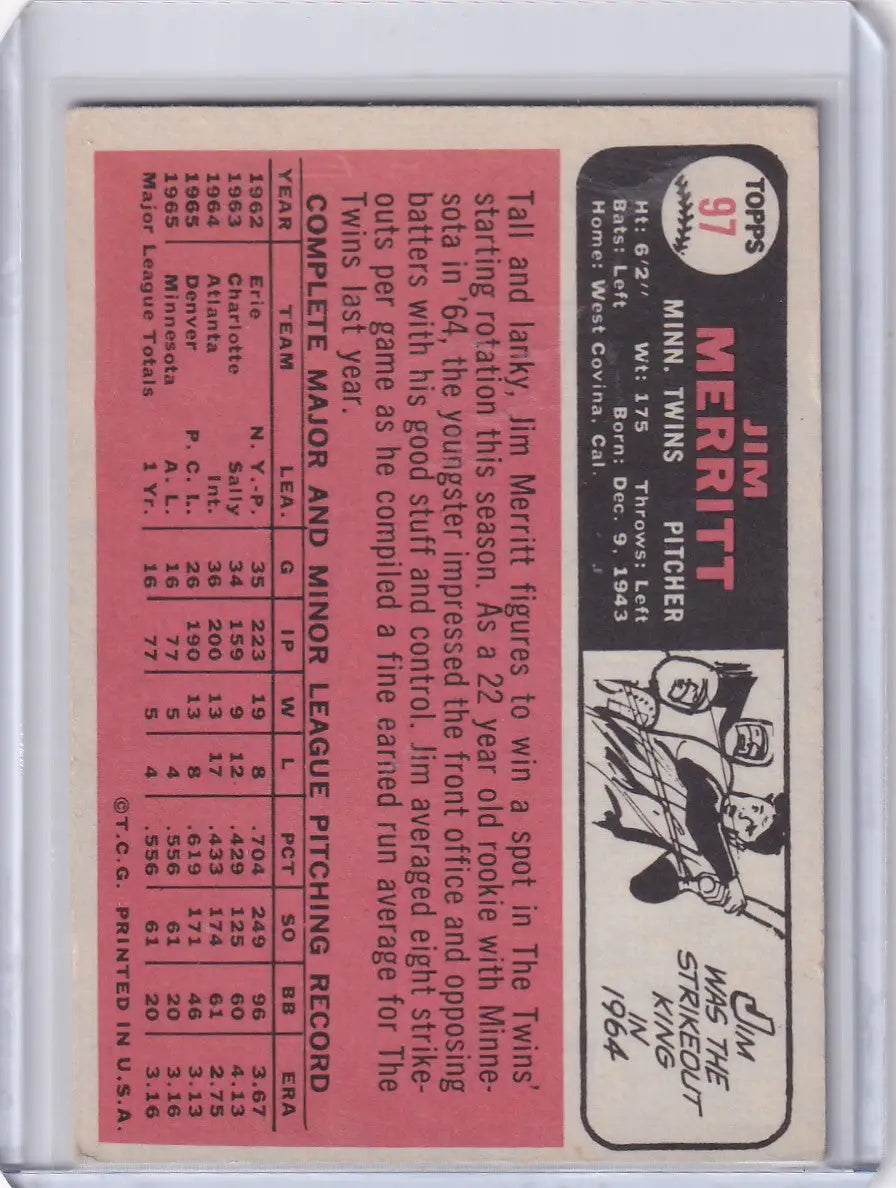 TOPPS
97
JIM
MERRITT
MINN. TWINS PITCHER
Ht: 6'2" Wt: 175 Throws: Left
Bats: Left Born: Dec. 9, 1943
Home: West Covina, Cal.
JIM
WAS THE
STRIKEOUT
KING
IN
1964
Tall and lanky, Jim Merritt figures to win a spot in The Twins'
starting rotation this season. As a 22 year old rookie with Minne-
sota in '64, the youngster impressed the front office and opposing
batters with his good stuff and control. Jim averaged eight strike-
outs per game as he compiled a fine earned run average for The
Twins last year.
COMPLETE MAJOR AND MINOR LEAGUE PITCHING RECORD
YEAR TEAM LEA. G IP W L PCT SO BB ERA
1962 Erie N. Y.-P. 35 223 19 8 .704 249 96 3.67
1963 Charlotte Sally 34 159 9 12 .429 125 60 4.13
1964 Atlanta Int. 36 200 13 17 .433 174 61 2.75
1965 Denver P. C. L. 26 190 13 8 .619 171 46 3.13
1965 Minnesota A. L. 16 77 5 4 .556 61 20 3.16
Major League Totals 1 Yr. 16 77 5 4 .556 61 20 3.16
©T.C.G. PRINTED IN U.S.A.